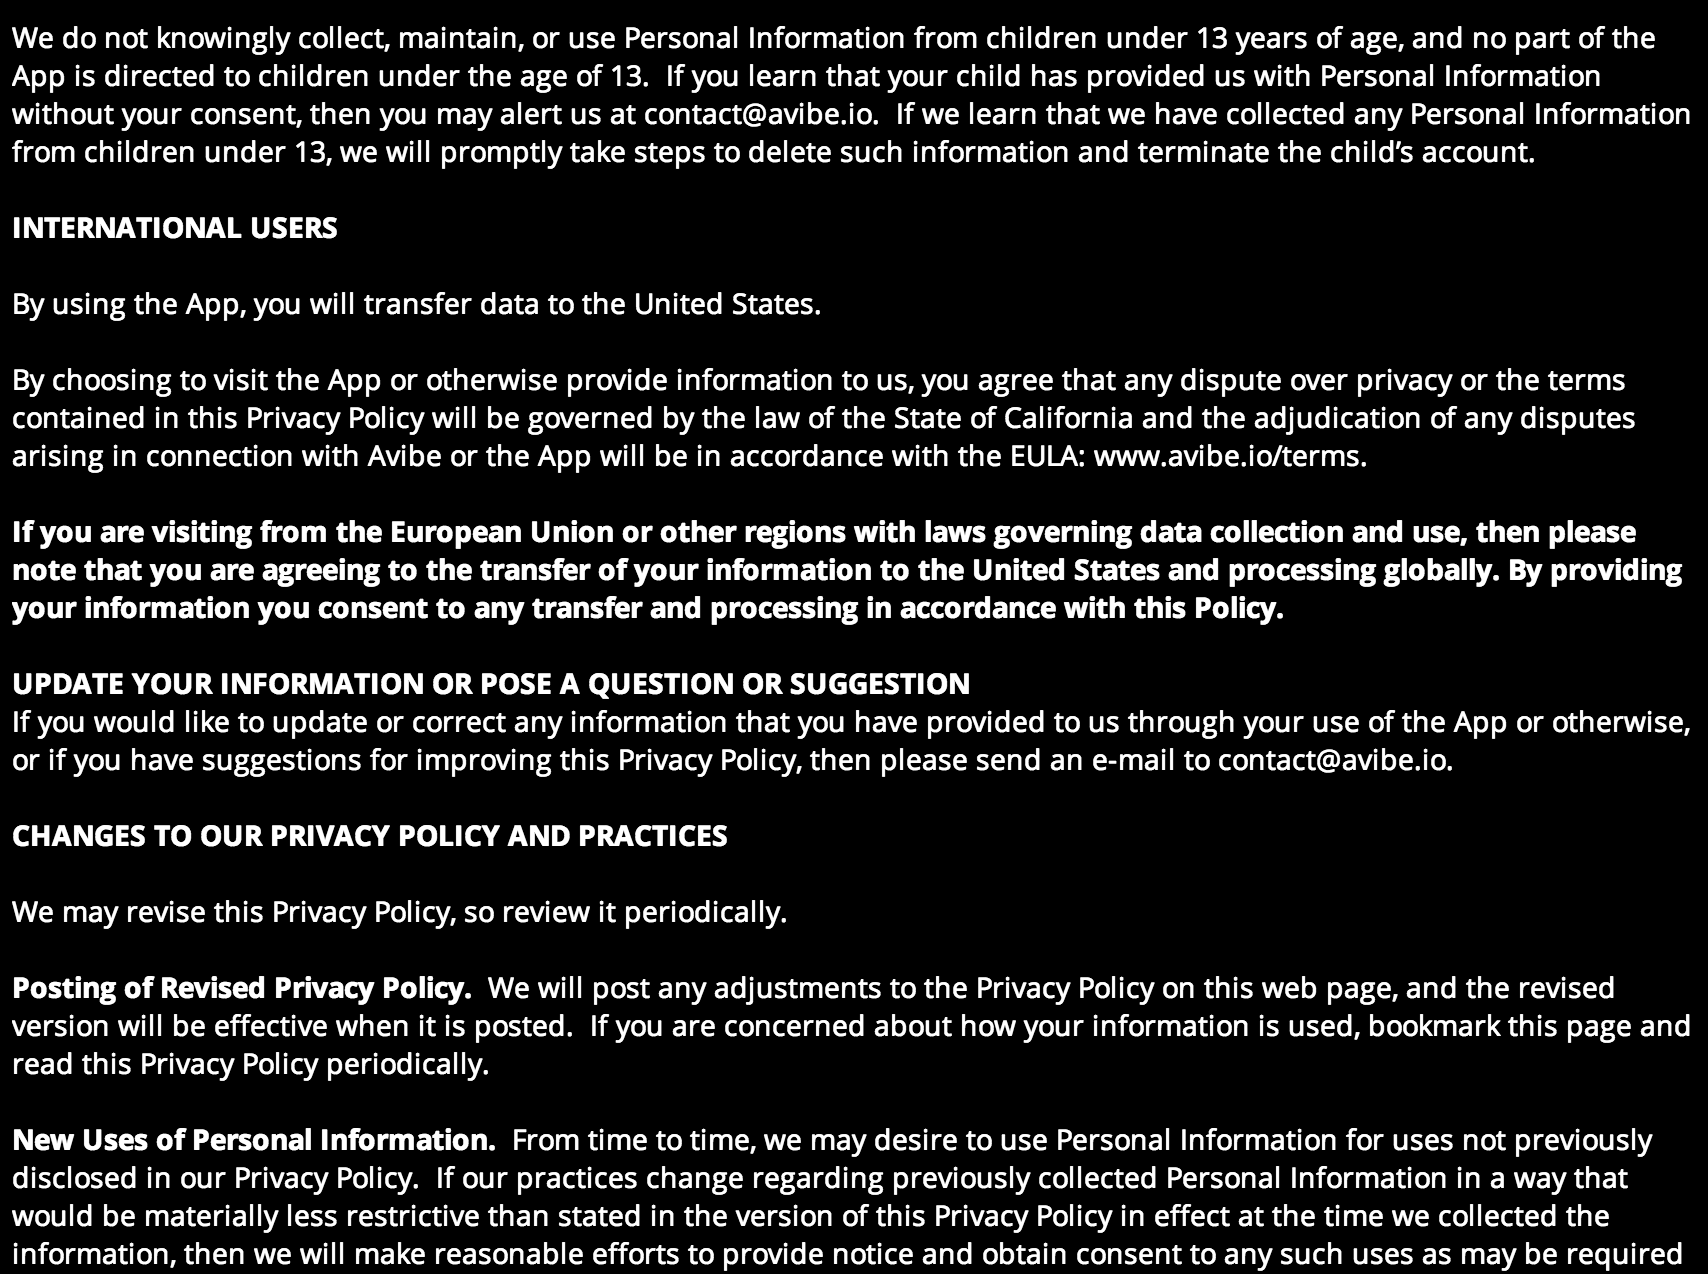 We do not knowingly collect, maintain, or use Personal Information from children under 13 years of age, and no part of the
App is directed to children under the age of 13.  If you learn that your child has provided us with Personal Information
without your consent, then you may alert us at contact@avibe.io.  If we learn that we have collected any Personal Information
from children under 13, we will promptly take steps to delete such information and terminate the child’s account.
INTERNATIONAL USERS
By using the App, you will transfer data to the United States.
By choosing to visit the App or otherwise provide information to us, you agree that any dispute over privacy or the terms
contained in this Privacy Policy will be governed by the law of the State of California and the adjudication of any disputes
arising in connection with Avibe or the App will be in accordance with the EULA: www.avibe.io/terms.
If you are visiting from the European Union or other regions with laws governing data collection and use, then please
note that you are agreeing to the transfer of your information to the United States and processing globally. By providing
your information you consent to any transfer and processing in accordance with this Policy.
UPDATE YOUR INFORMATION OR POSE A QUESTION OR SUGGESTION
If you would like to update or correct any information that you have provided to us through your use of the App or otherwise,
or if you have suggestions for improving this Privacy Policy, then please send an e-mail to contact@avibe.io.
CHANGES TO OUR PRIVACY POLICY AND PRACTICES
We may revise this Privacy Policy, so review it periodically.
Posting of Revised Privacy Policy.  We will post any adjustments to the Privacy Policy on this web page, and the revised
version will be effective when it is posted.  If you are concerned about how your information is used, bookmark this page and
read this Privacy Policy periodically.
New Uses of Personal Information.  From time to time, we may desire to use Personal Information for uses not previously
disclosed in our Privacy Policy.  If our practices change regarding previously collected Personal Information in a way that
would be materially less restrictive than stated in the version of this Privacy Policy in effect at the time we collected the
information, then we will make reasonable efforts to provide notice and obtain consent to any such uses as may be required